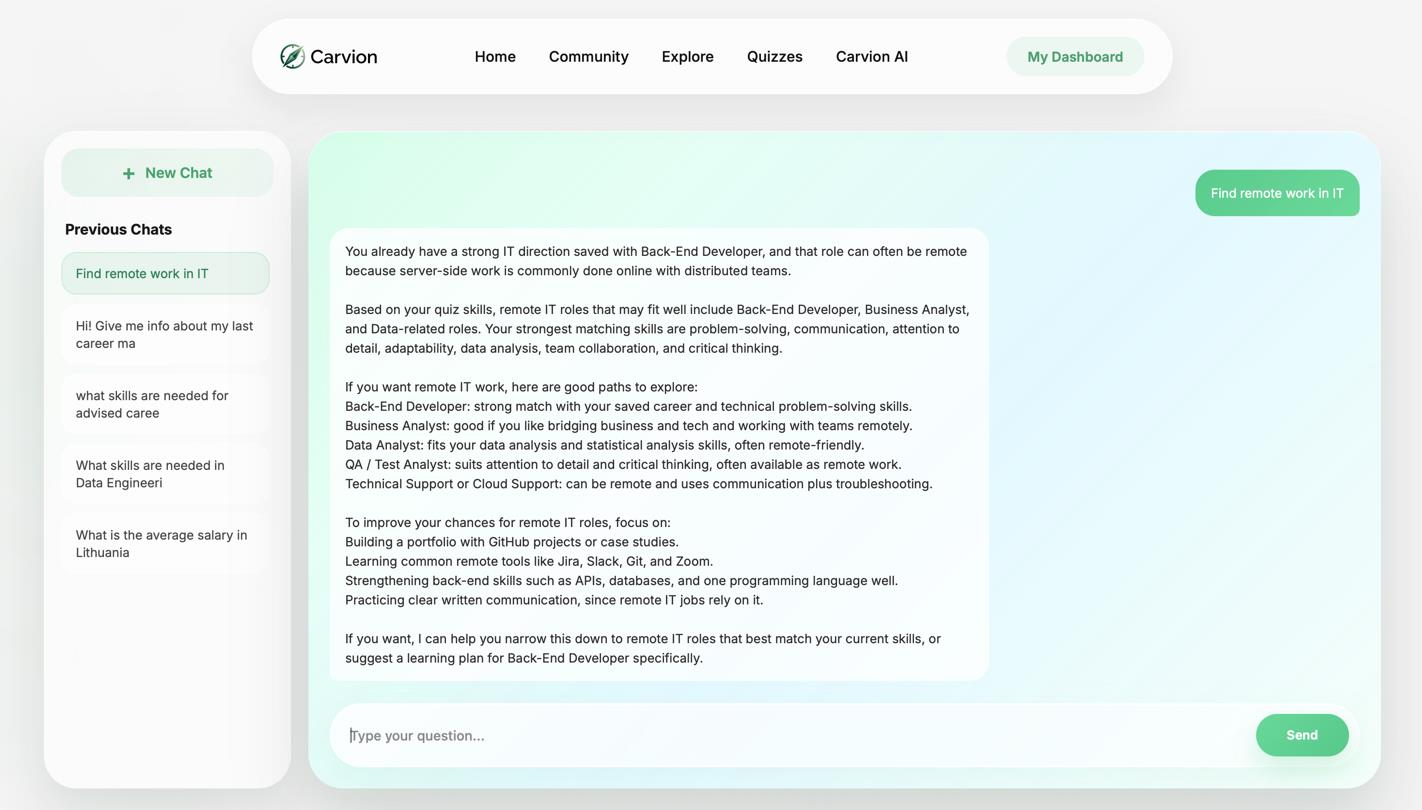 Carvion
Home
Community
Explore
Quizzes
Carvion AI
My Dashboard
+ New Chat
Previous Chats
Find remote work in IT
Hi! Give me info about my last
career ma
what skills are needed for
advised caree
What skills are needed in
Data Engineeri
What is the average salary in
Lithuania
Find remote work in IT
You already have a strong IT direction saved with Back-End Developer, and that role can often be remote
because server-side work is commonly done online with distributed teams.
Based on your quiz skills, remote IT roles that may fit well include Back-End Developer, Business Analyst,
and Data-related roles. Your strongest matching skills are problem-solving, communication, attention to
detail, adaptability, data analysis, team collaboration, and critical thinking.
If you want remote IT work, here are good paths to explore:
Back-End Developer: strong match with your saved career and technical problem-solving skills.
Business Analyst: good if you like bridging business and tech and working with teams remotely.
Data Analyst: fits your data analysis and statistical analysis skills, often remote-friendly.
QA / Test Analyst: suits attention to detail and critical thinking, often available as remote work.
Technical Support or Cloud Support: can be remote and uses communication plus troubleshooting.
To improve your chances for remote IT roles, focus on:
Building a portfolio with GitHub projects or case studies.
Learning common remote tools like Jira, Slack, Git, and Zoom.
Strengthening back-end skills such as APIs, databases, and one programming language well.
Practicing clear written communication, since remote IT jobs rely on it.
If you want, I can help you narrow this down to remote IT roles that best match your current skills, or
suggest a learning plan for Back-End Developer specifically.
Type your question...
Send